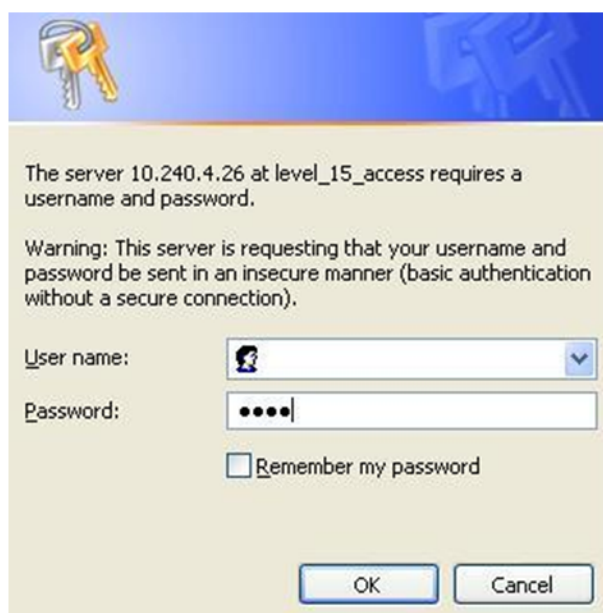 The server 10.240.4.26 at level_15_access requires a
username and password.
Warning: This server is requesting that your username and
password be sent in an insecure manner (basic authentication
without a secure connection).
User name:
Password: ●●●●
Remember my password
OK Cancel